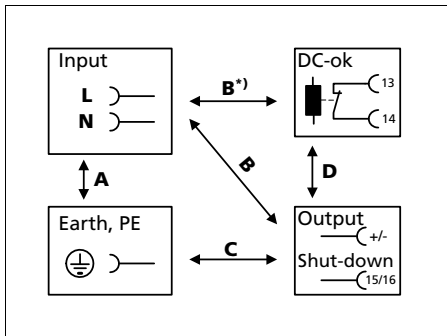 Input
L
N
B*)
DC-ok
13
14
A
B
D
Earth, PE
C
Output
+/-
Shut-down
15/16